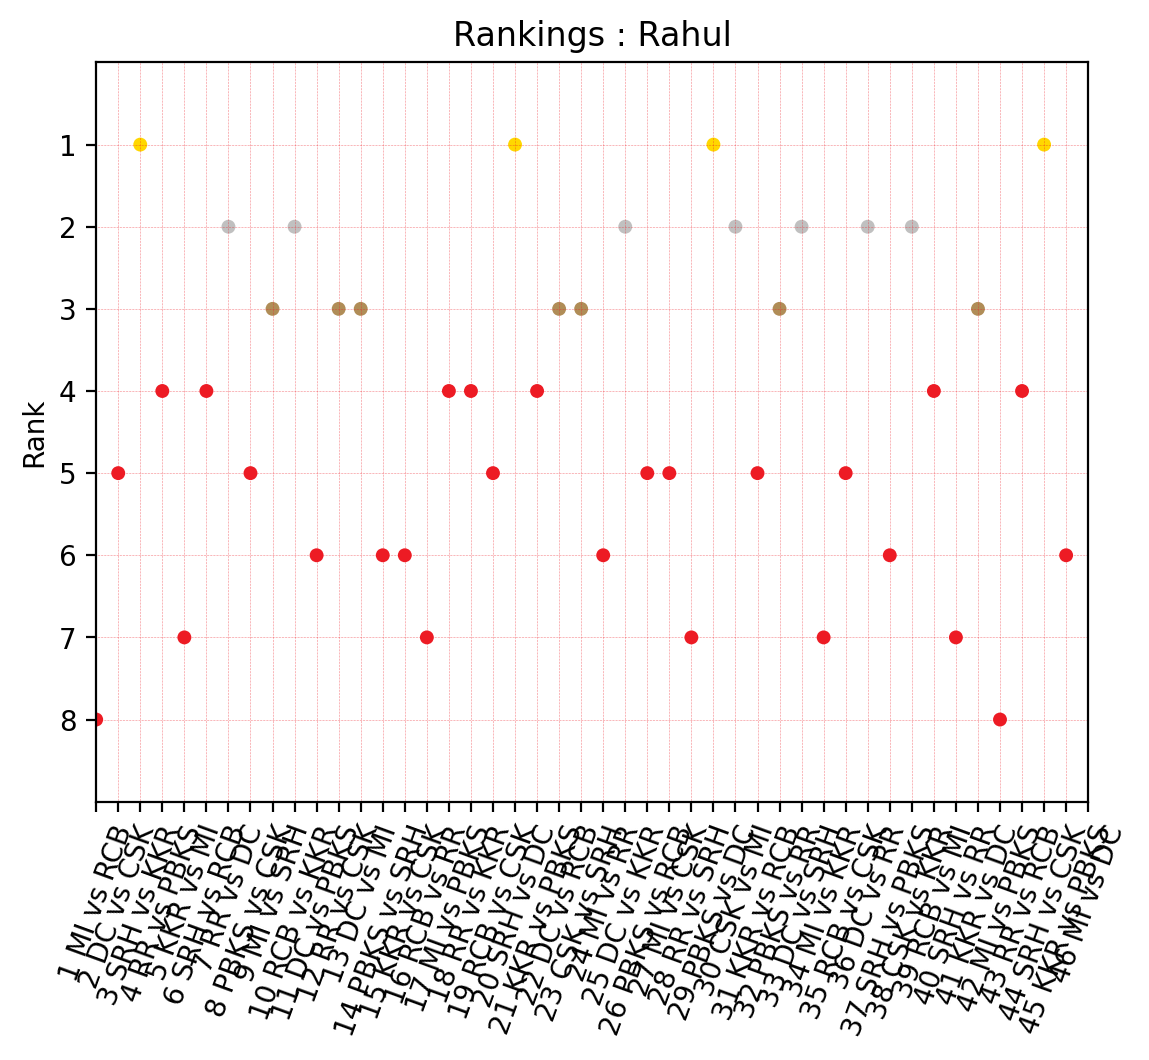 Rankings : Rahul
Rank
1
2
3
4
5
6
7
8
1 MI vs RCB
2 DC vs CSK
3 SRH vs KKR
4 RR vs PBKS
5 KKR vs MI
6 SRH vs RCB
7 RR vs DC
8 PBKS vs CSK
9 MI vs SRH
10 RCB vs KKR
11 DC vs PBKS
12 RR vs CSK
13 DC vs MI
14 PBKS vs SRH
15 KKR vs CSK
16 RCB vs RR
17 MI vs PBKS
18 RR vs KKR
19 RCB vs CSK
20 SRH vs DC
21 KKR vs PBKS
22 DC vs RCB
23 CSK vs SRH
24 MI vs RR
25 DC vs KKR
26 PBKS vs RCB
27 MI vs CSK
28 RR vs SRH
29 PBKS vs DC
30 CSK vs MI
31 KKR vs RCB
32 PBKS vs RR
33 DC vs SRH
34 MI vs KKR
35 RCB vs CSK
36 DC vs RR
37 SRH vs PBKS
38 CSK vs KKR
39 RCB vs MI
40 SRH vs RR
41 KKR vs DC
42 MI vs PBKS
43 RR vs RCB
44 SRH vs CSK
45 KKR vs PBKS
46 MI vs DC